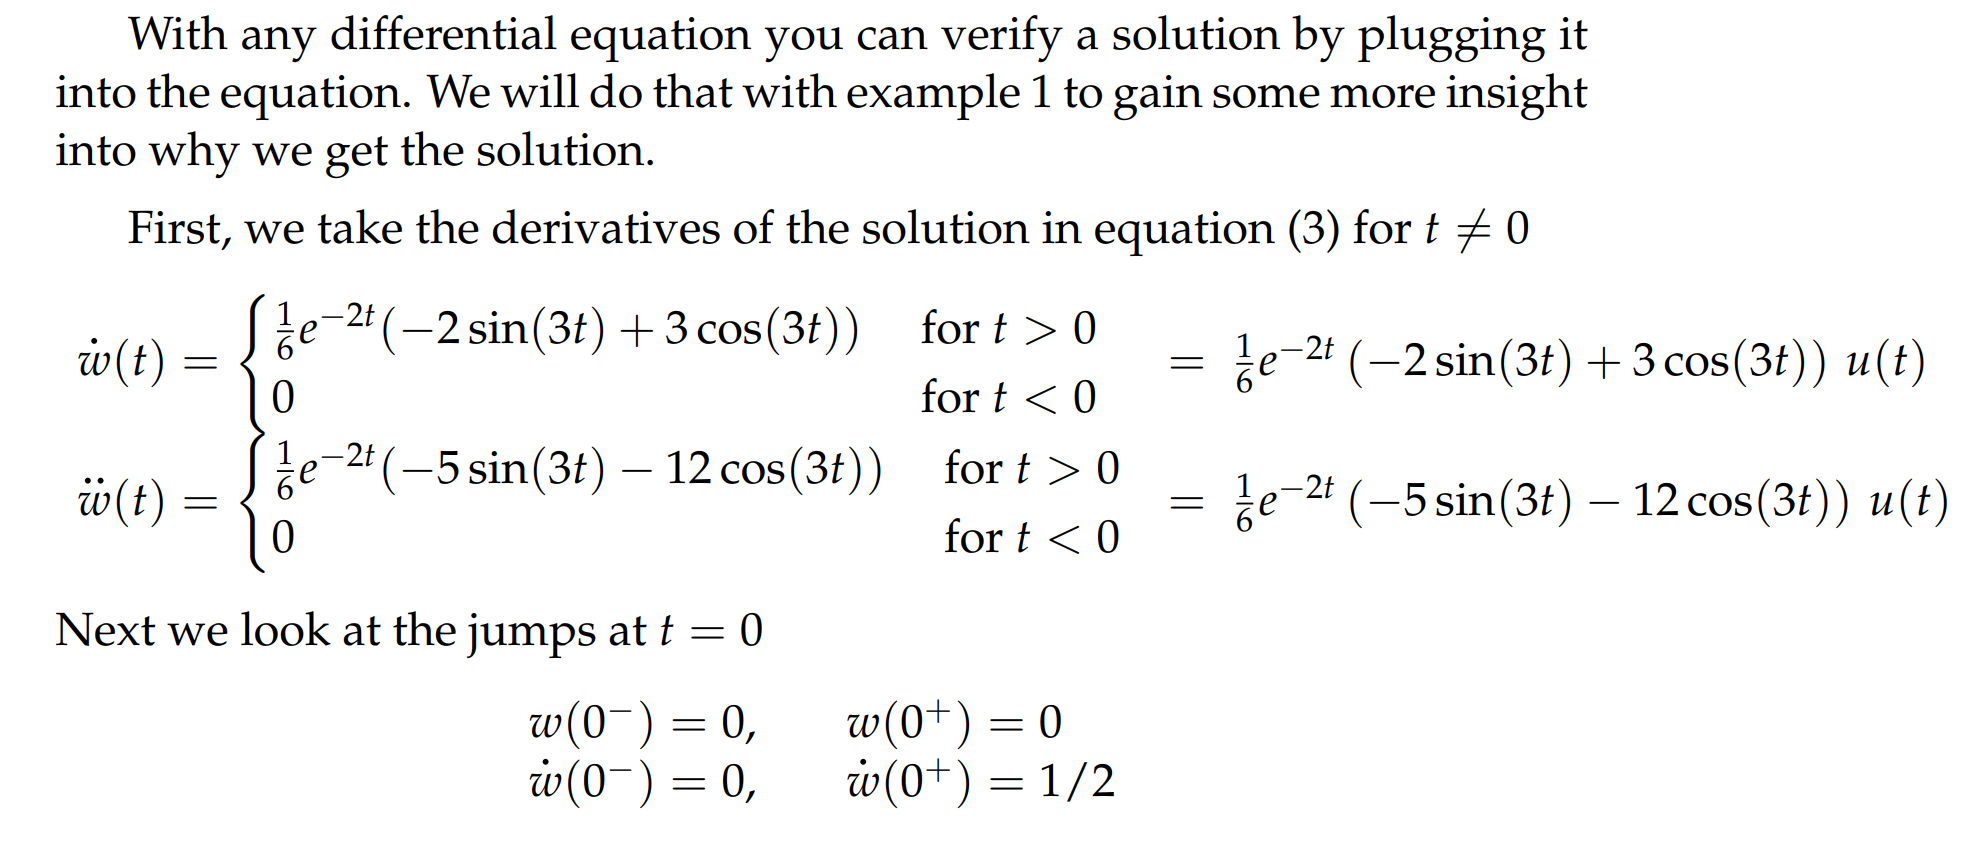 With any differential equation you can verify a solution by plugging it
into the equation. We will do that with example 1 to gain some more insight
into why we get the solution.
First, we take the derivatives of the solution in equation (3) for t ≠ 0
ẇ(t) = { 1/6 e^{−2t}(−2 sin(3t) + 3 cos(3t)) for t > 0; 0 for t < 0 = 1/6 e^{−2t} (−2 sin(3t) + 3 cos(3t)) u(t)
ẅ(t) = { 1/6 e^{−2t}(−5 sin(3t) − 12 cos(3t)) for t > 0; 0 for t < 0 = 1/6 e^{−2t} (−5 sin(3t) − 12 cos(3t)) u(t)
Next we look at the jumps at t = 0
w(0⁻) = 0, w(0⁺) = 0
ẇ(0⁻) = 0, ẇ(0⁺) = 1/2